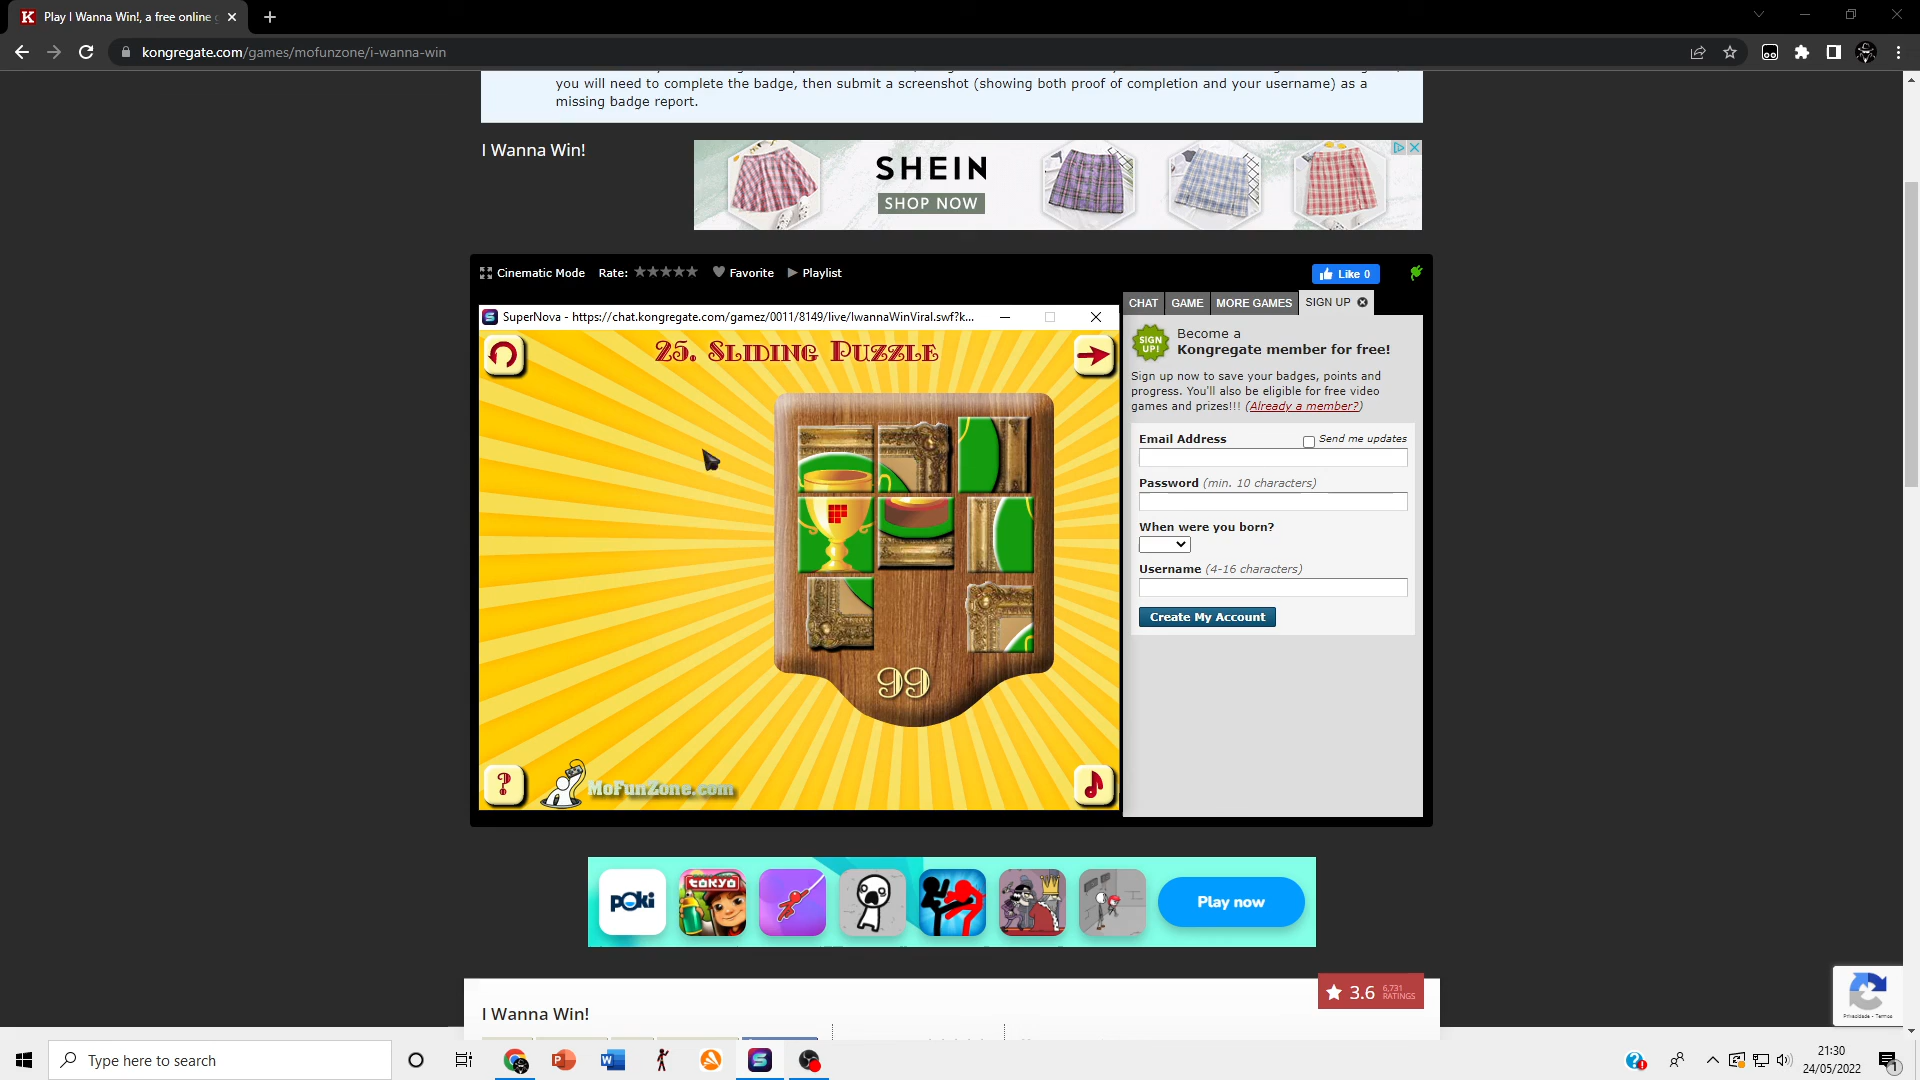 Play I Wanna Win!, a free online
kongregate.com/games/mofunzone/i-wanna-win
you will need to complete the badge, then submit a screenshot (showing both proof of completion and your username) as a
missing badge report.
I Wanna Win!
SHEIN
SHOP NOW
Cinematic Mode Rate: Favorite Playlist
Like 0
CHAT GAME MORE GAMES SIGN UP
SuperNova - https://chat.kongregate.com/gamez/0011/8149/live/IwannaWinViral.swf?k...
25. Sliding Puzzle
99
?
MoFunZone.com
SIGN UP!
Become a
Kongregate member for free!
Sign up now to save your badges, points and
progress. You'll also be eligible for free video
games and prizes!!! (Already a member?)
Email Address Send me updates
Password (min. 10 characters)
When were you born?
Username (4-16 characters)
Create My Account
poki
TOKYO
Play now
3.6 6,731 RATINGS
I Wanna Win!
Privacidade - Termos
Type here to search
21:30
24/05/2022
1